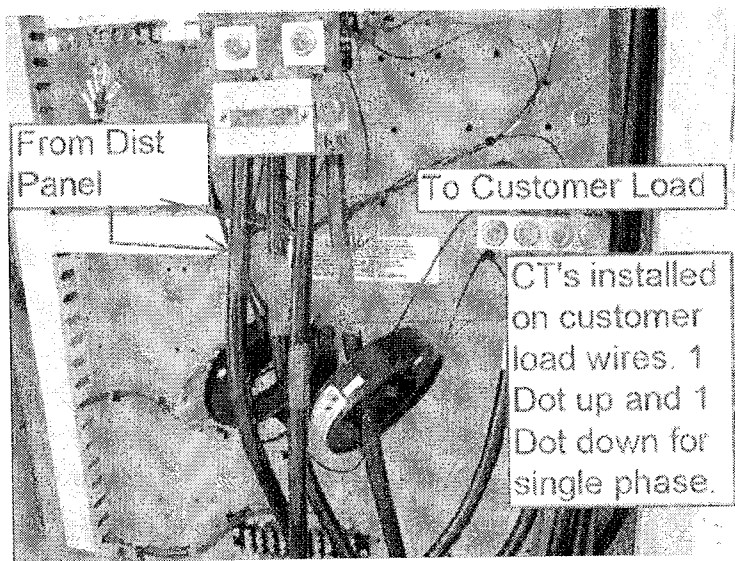 From Dist
Panel
To Customer Load
CT's installed
on customer
load wires. 1
Dot up and 1
Dot down for
single phase.